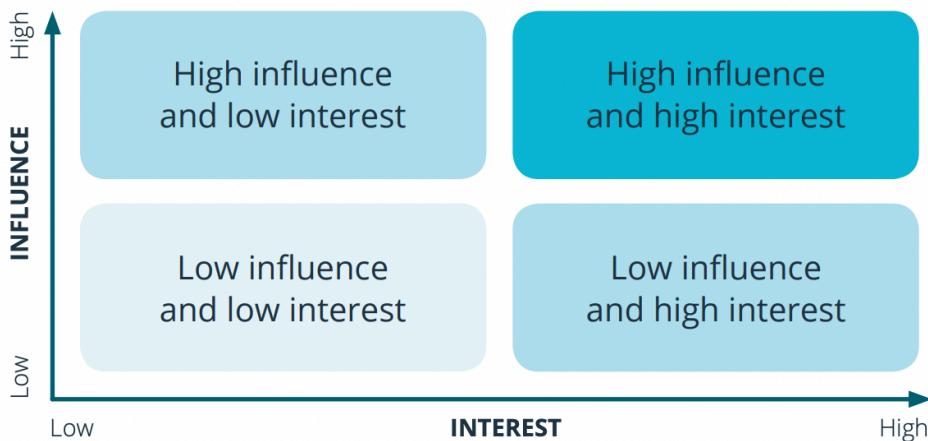 High
INFLUENCE
Low
High influence
and low interest
High influence
and high interest
Low influence
and low interest
Low influence
and high interest
Low
INTEREST
High